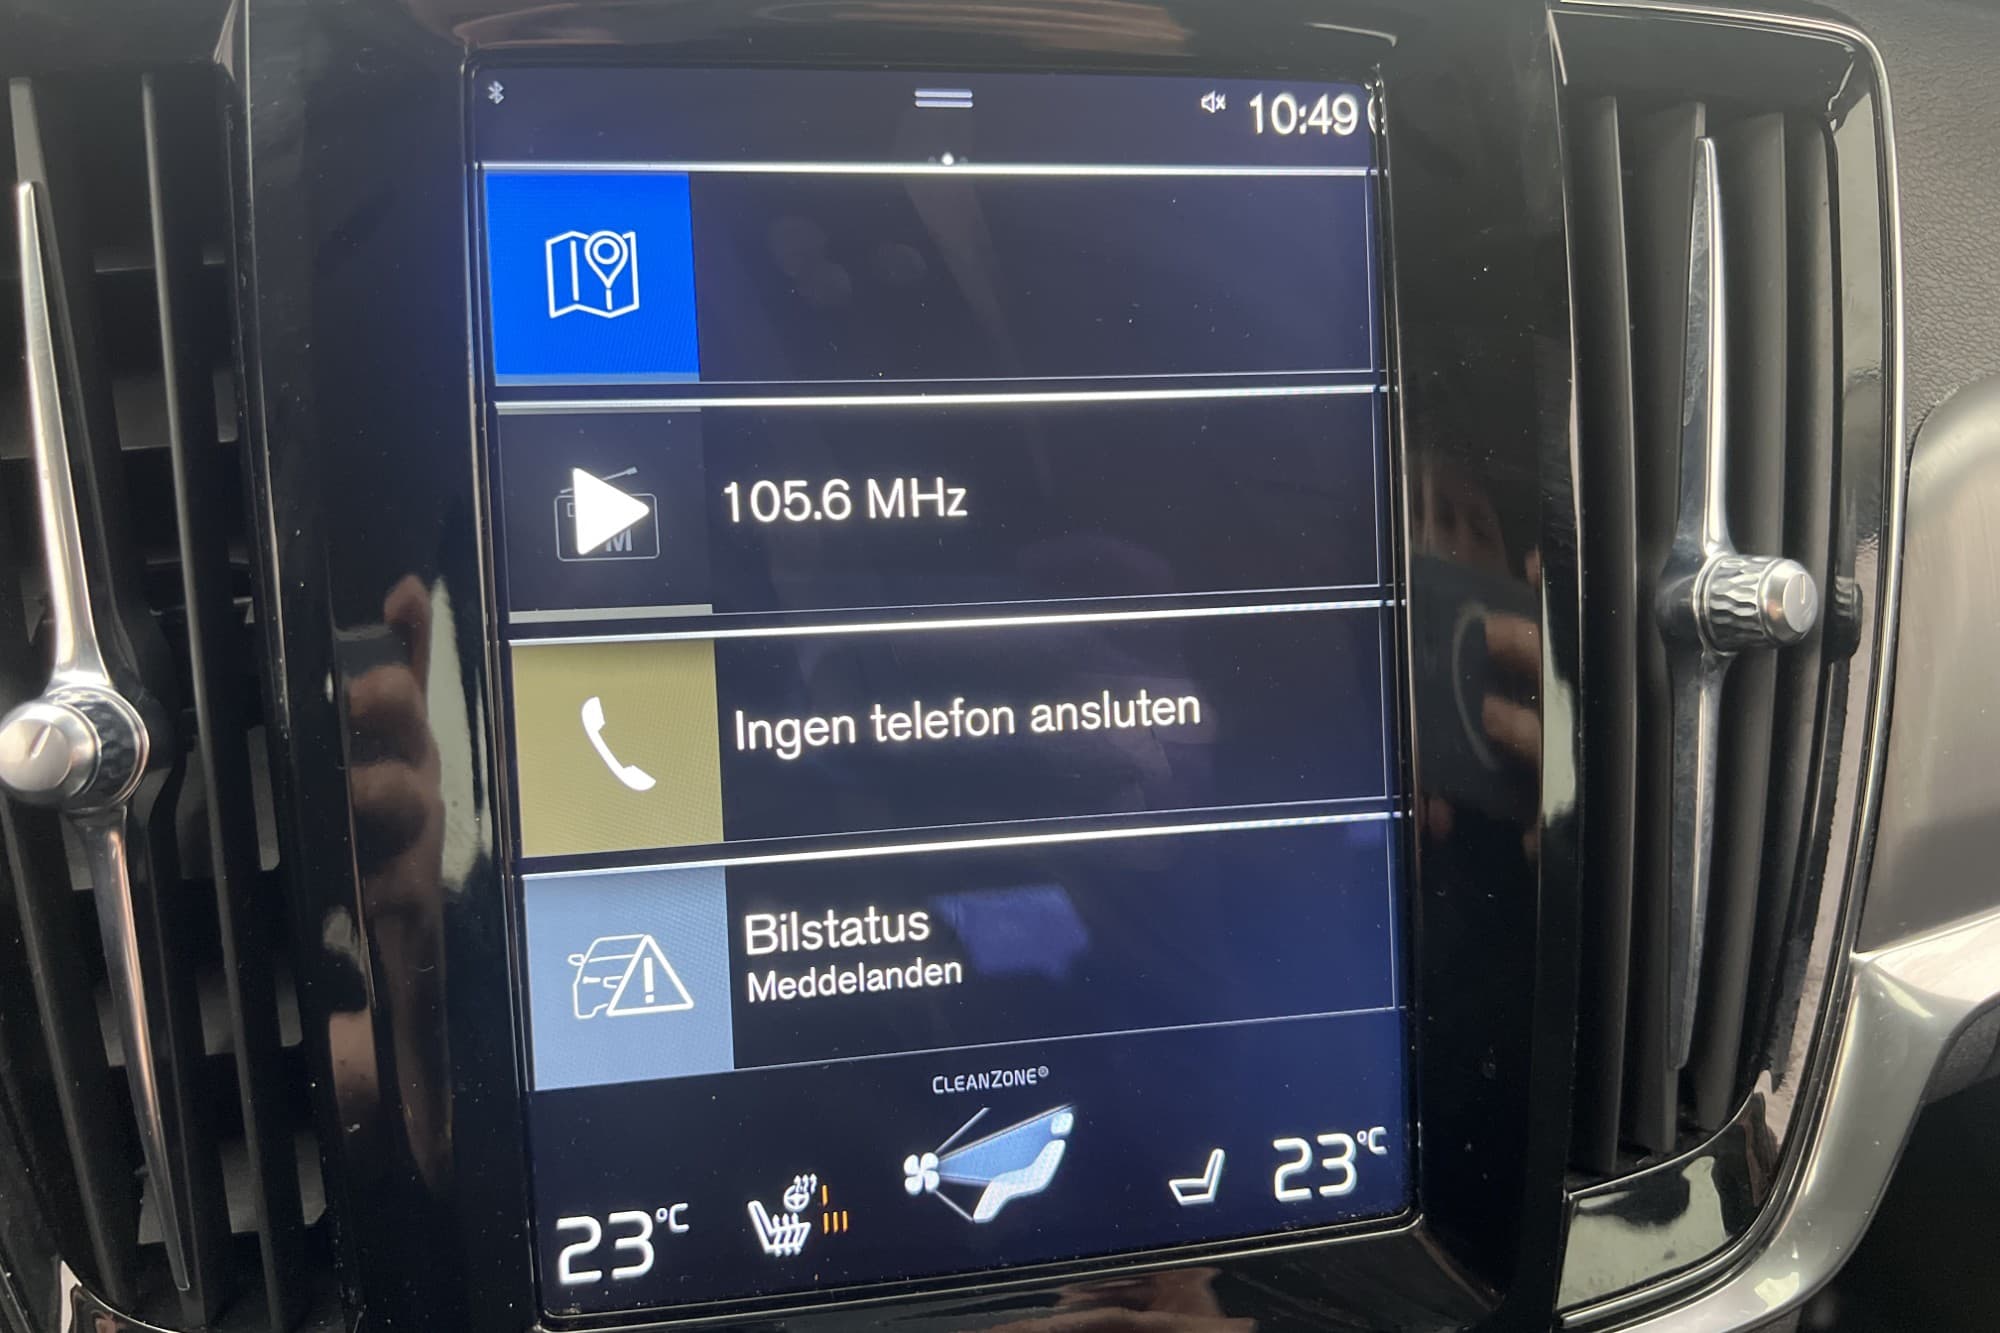 10:49
105.6 MHz
Ingen telefon ansluten
Bilstatus
Meddelanden
CLEANZONE®
23°C
23°C